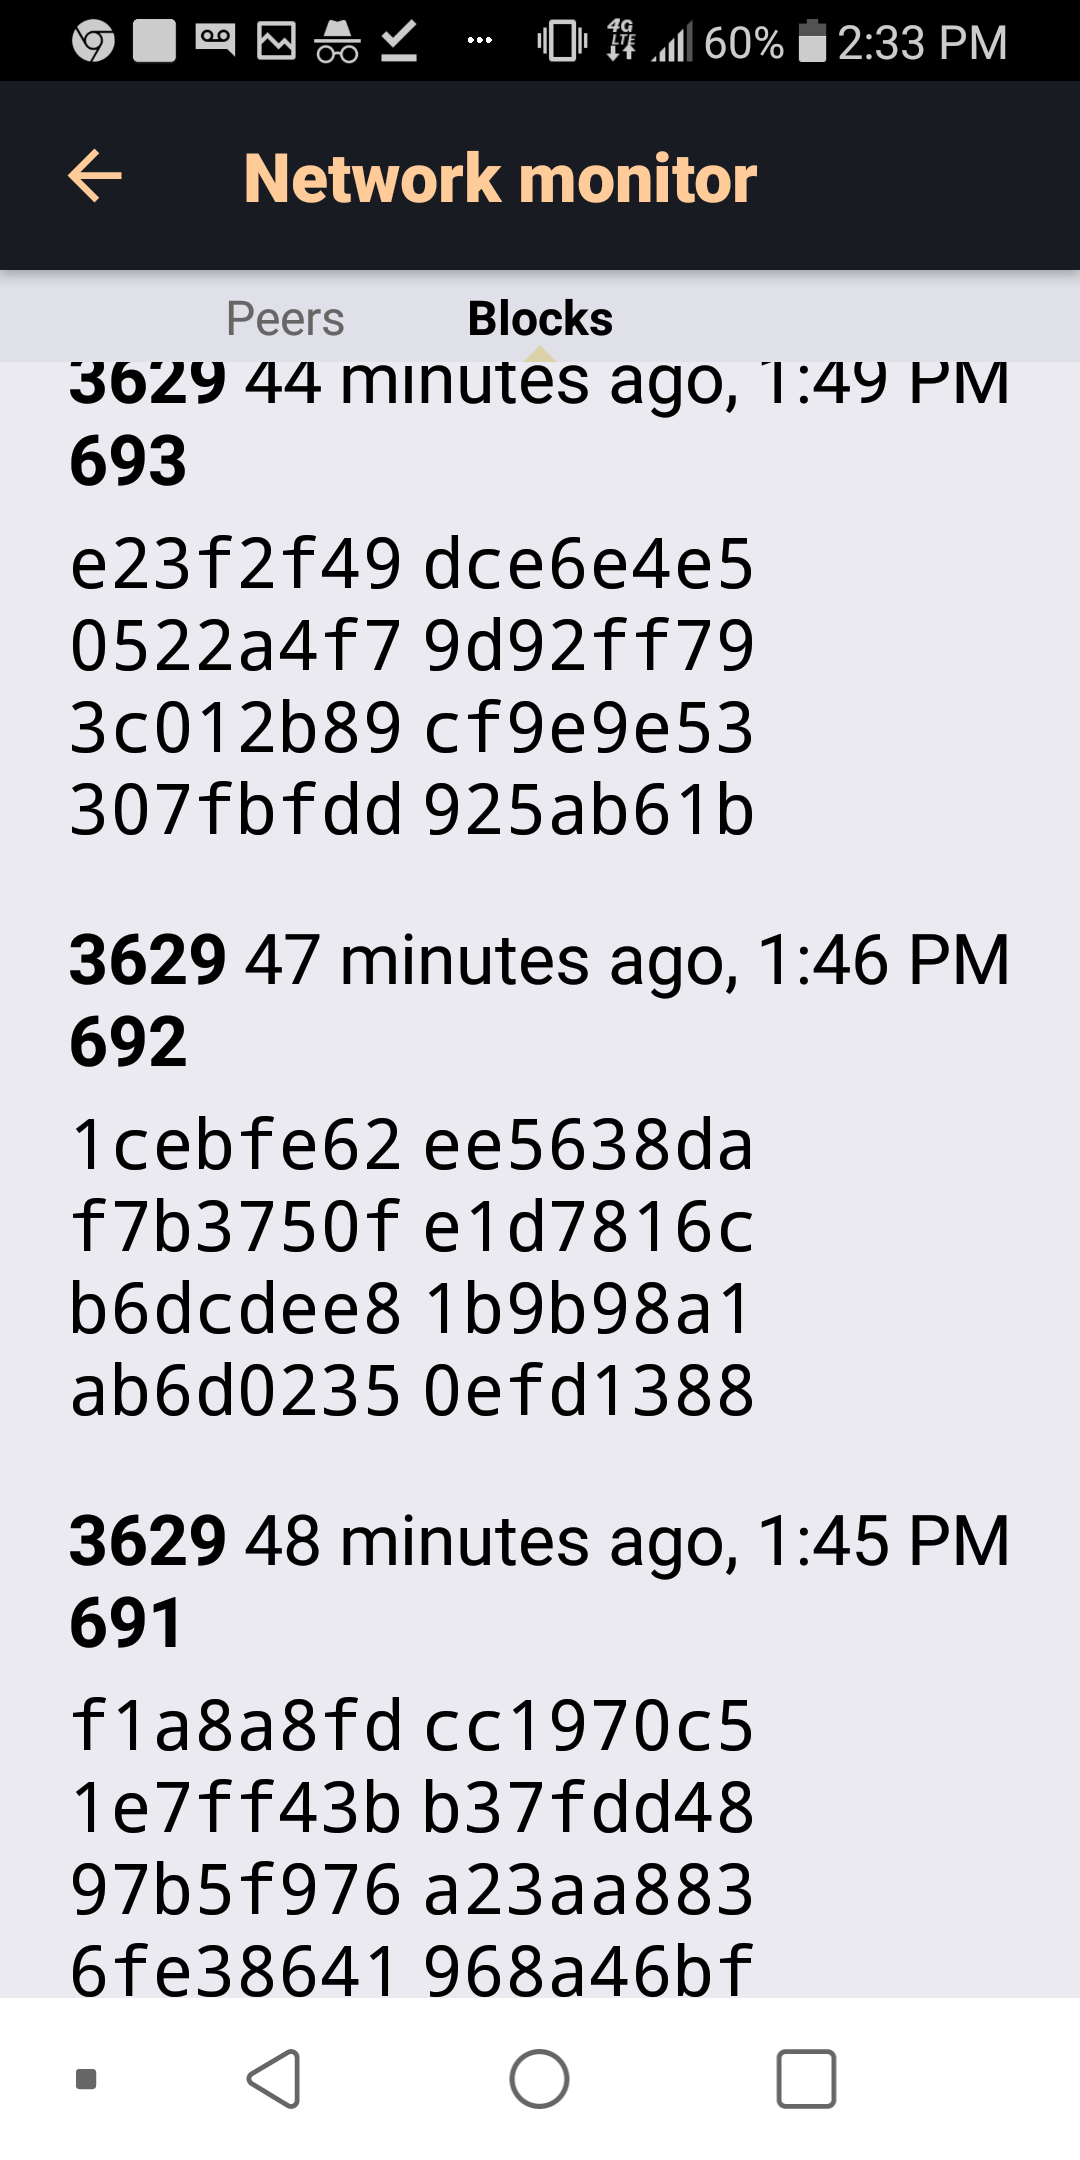 4G LTE 60% 2:33 PM
Network monitor
Peers Blocks
3629 44 minutes ago, 1:49 PM
693
e23f2f49 dce6e4e5
0522a4f7 9d92ff79
3c012b89 cf9e9e53
307fbfdd 925ab61b
3629 47 minutes ago, 1:46 PM
692
1cebfe62 ee5638da
f7b3750f e1d7816c
b6dcdee8 1b9b98a1
ab6d0235 0efd1388
3629 48 minutes ago, 1:45 PM
691
f1a8a8fd cc1970c5
1e7ff43b b37fdd48
97b5f976 a23aa883
6fe38641 968a46bf